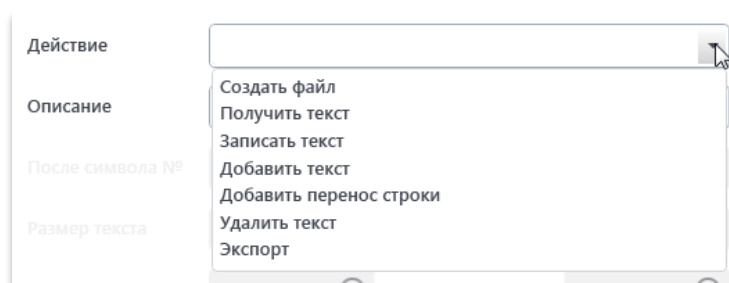 Действие
Создать файл
Описание
Получить текст
Записать текст
После символа №
Добавить текст
Добавить перенос строки
Размер текста
Удалить текст
Экспорт